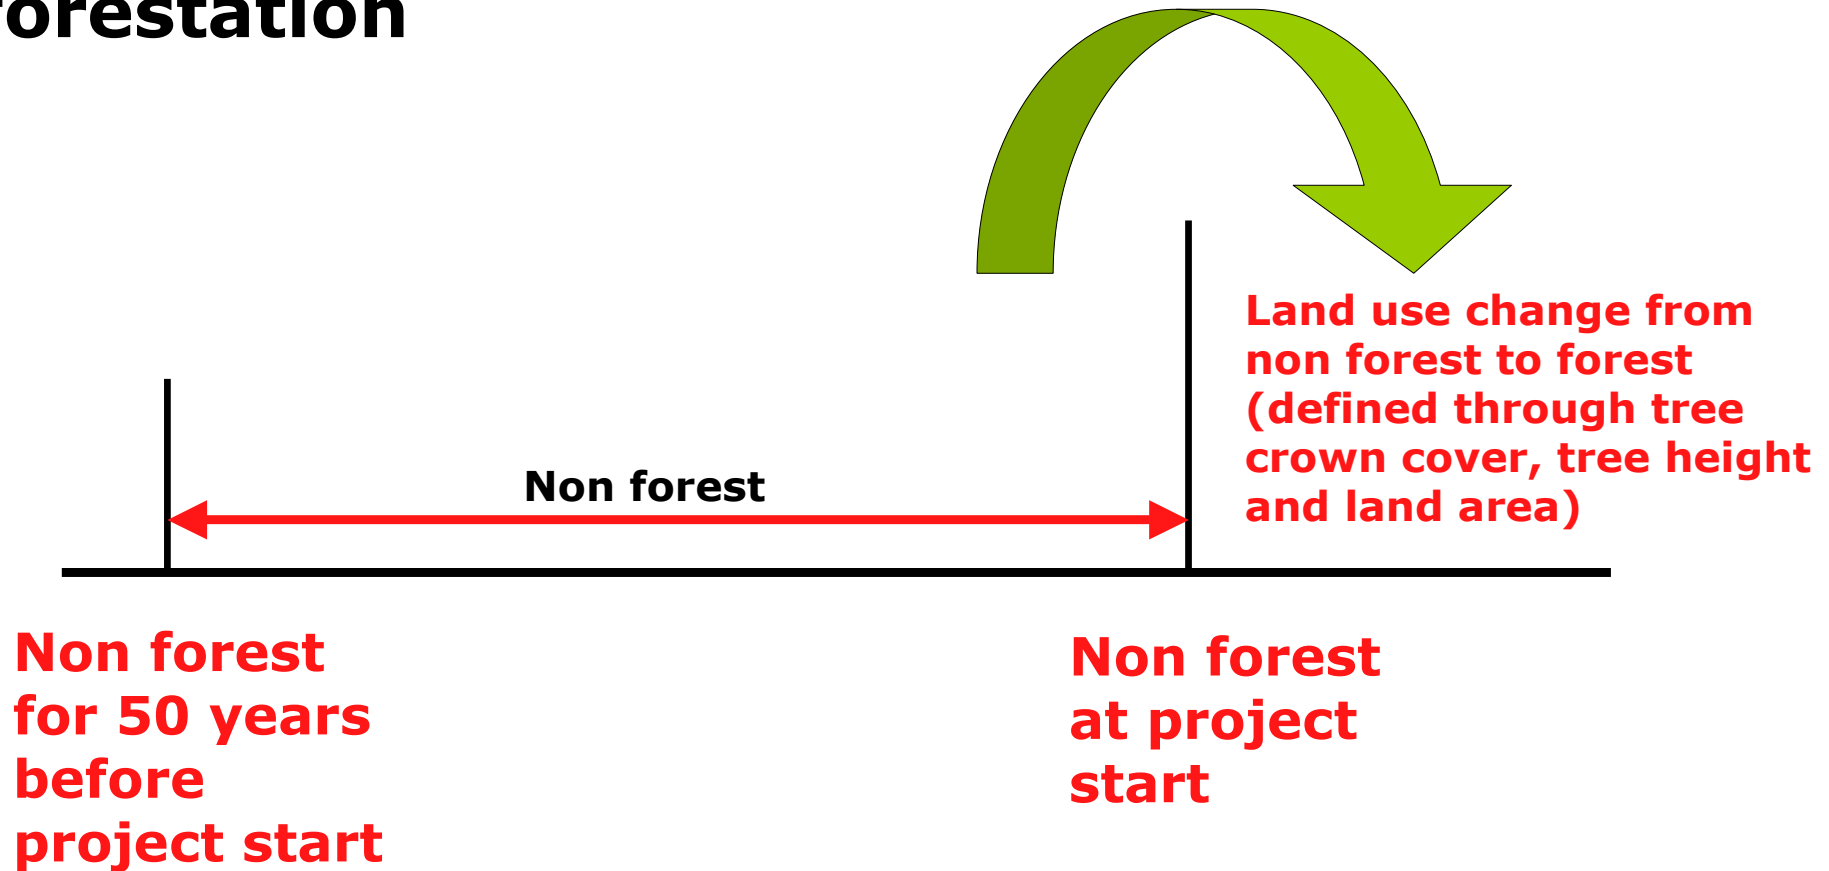 forestation
Land use change from
non forest to forest
(defined through tree
crown cover, tree height
and land area)
Non forest
Non forest
for 50 years
before
project start
Non forest
at project
start